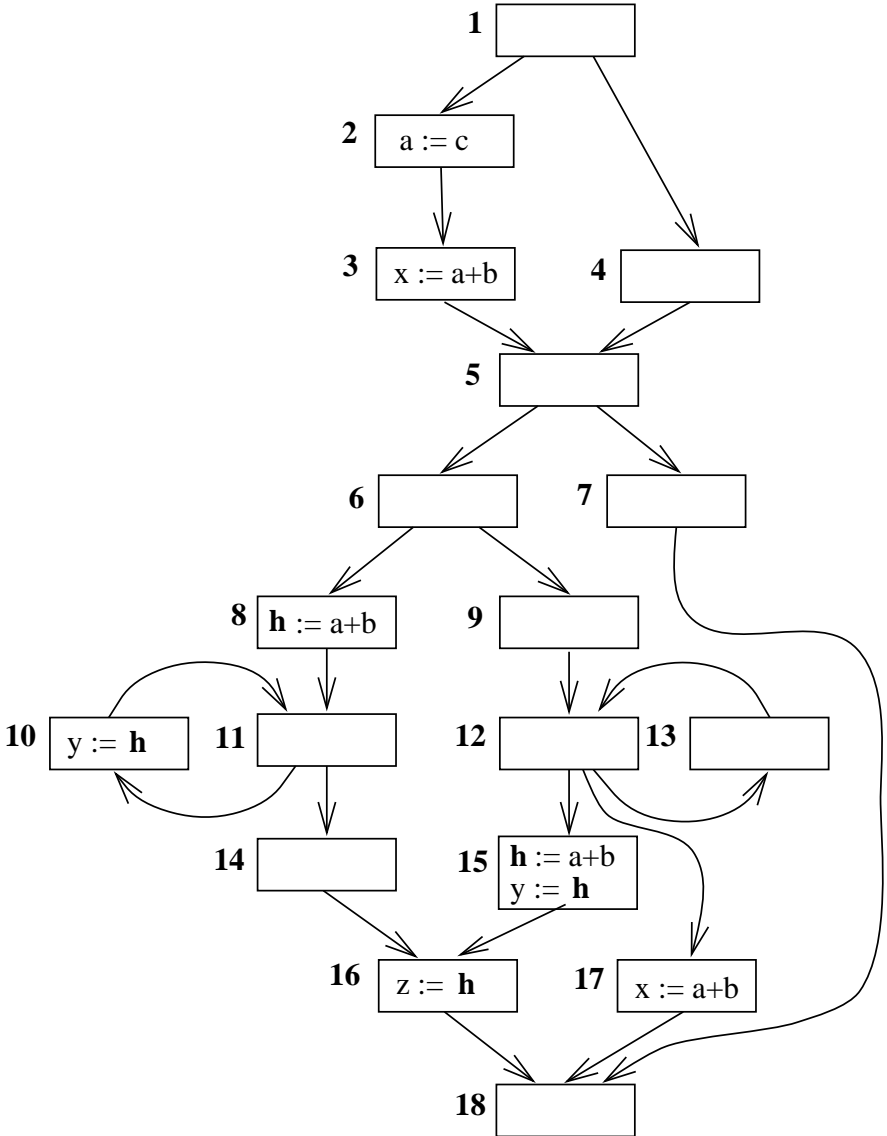 1
2
a := c
3
x := a+b
4
5
6
7
8
h := a+b
9
10
y := h
11
12
13
14
15
h := a+b
y := h
16
z := h
17
x := a+b
18